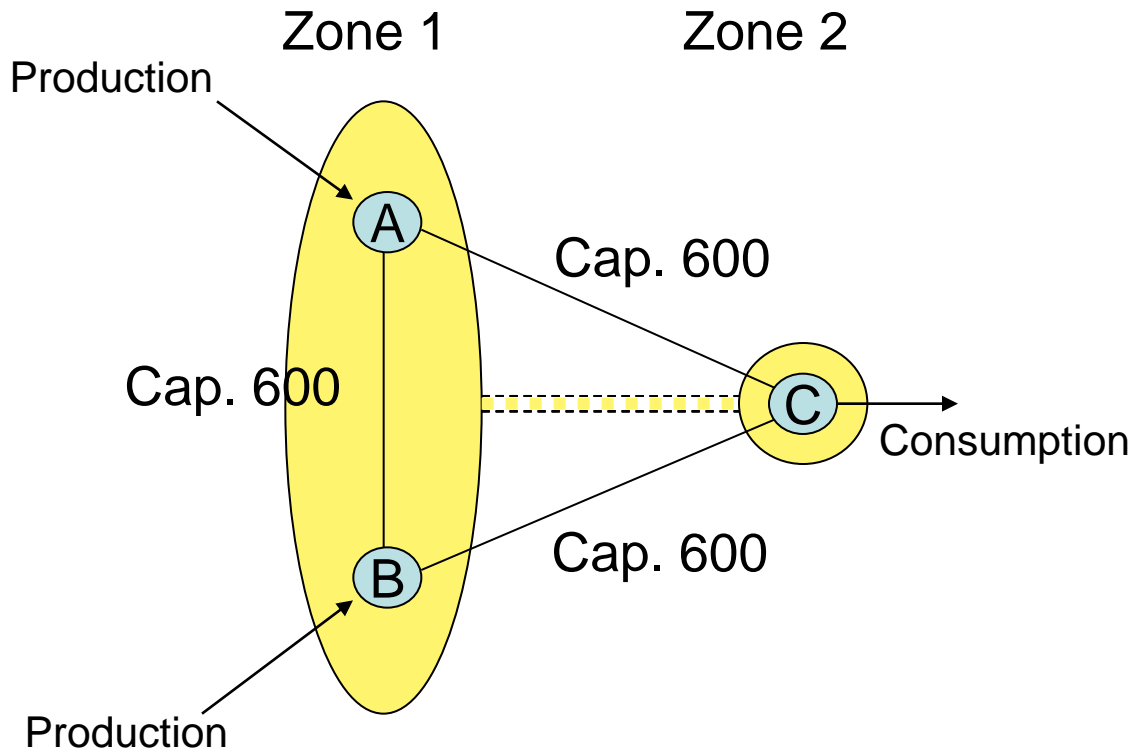 Zone 1
Zone 2
Production
A
Cap. 600
Cap. 600
C
Consumption
Cap. 600
B
Production